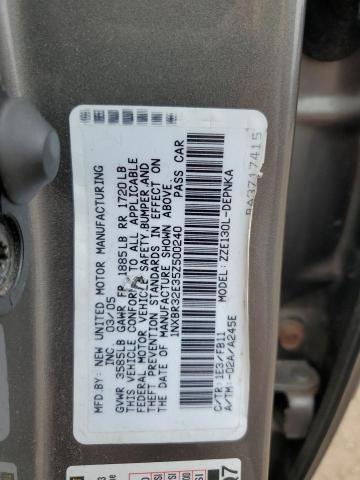 MFD.BY: NEW UNITED MOTOR MANUFACTURING
INC 03/05
GVWR 3585LB GAWR FR 1885LB RR 1720LB
THIS VEHICLE CONFORMS TO ALL APPLICABLE
FEDERAL MOTOR VEHICLE SAFETY,BUMPER,AND
THEFT PREVENTION STANDARDS IN EFFECT ON
THE DATE OF MANUFACTURE SHOWN ABOVE.
1NXBR32E35Z500240 PASS CAR
ZZE130L-DEPNKA
C/TR:1E3/FB11
A/TM:-02A/A245E
BA3717415
Q7